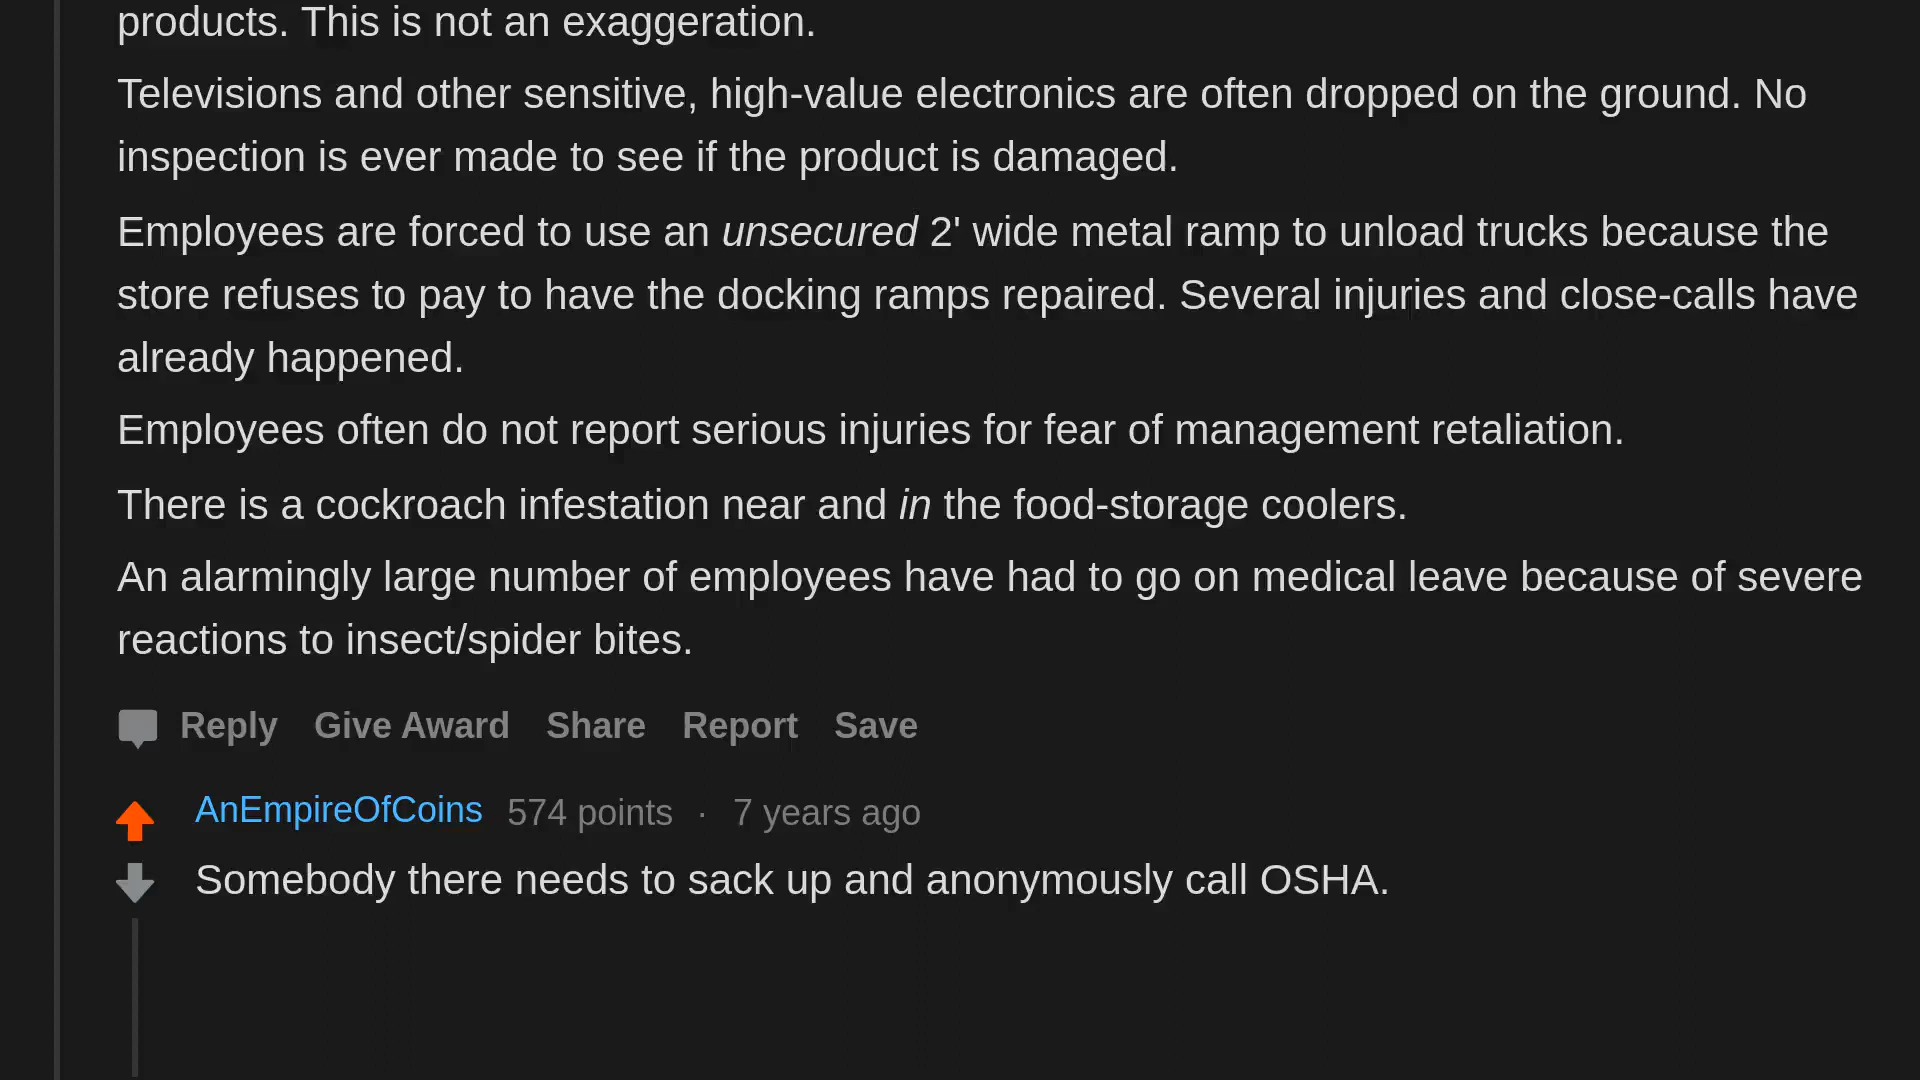 products. This is not an exaggeration.
Televisions and other sensitive, high-value electronics are often dropped on the ground. No
inspection is ever made to see if the product is damaged.
Employees are forced to use an unsecured 2' wide metal ramp to unload trucks because the
store refuses to pay to have the docking ramps repaired. Several injuries and close-calls have
already happened.
Employees often do not report serious injuries for fear of management retaliation.
There is a cockroach infestation near and in the food-storage coolers.
An alarmingly large number of employees have had to go on medical leave because of severe
reactions to insect/spider bites.
Reply Give Award Share Report Save
AnEmpireOfCoins 574 points · 7 years ago
Somebody there needs to sack up and anonymously call OSHA.